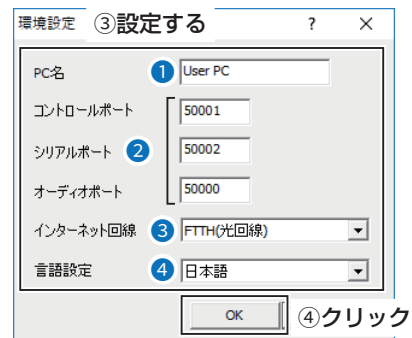 環境設定 ③設定する ? ×
PC名 1 User PC
コントロールポート 50001
シリアルポート 2 50002
オーディオポート 50000
インターネット回線 3 FTTH(光回線)
言語設定 4 日本語
OK ④クリック